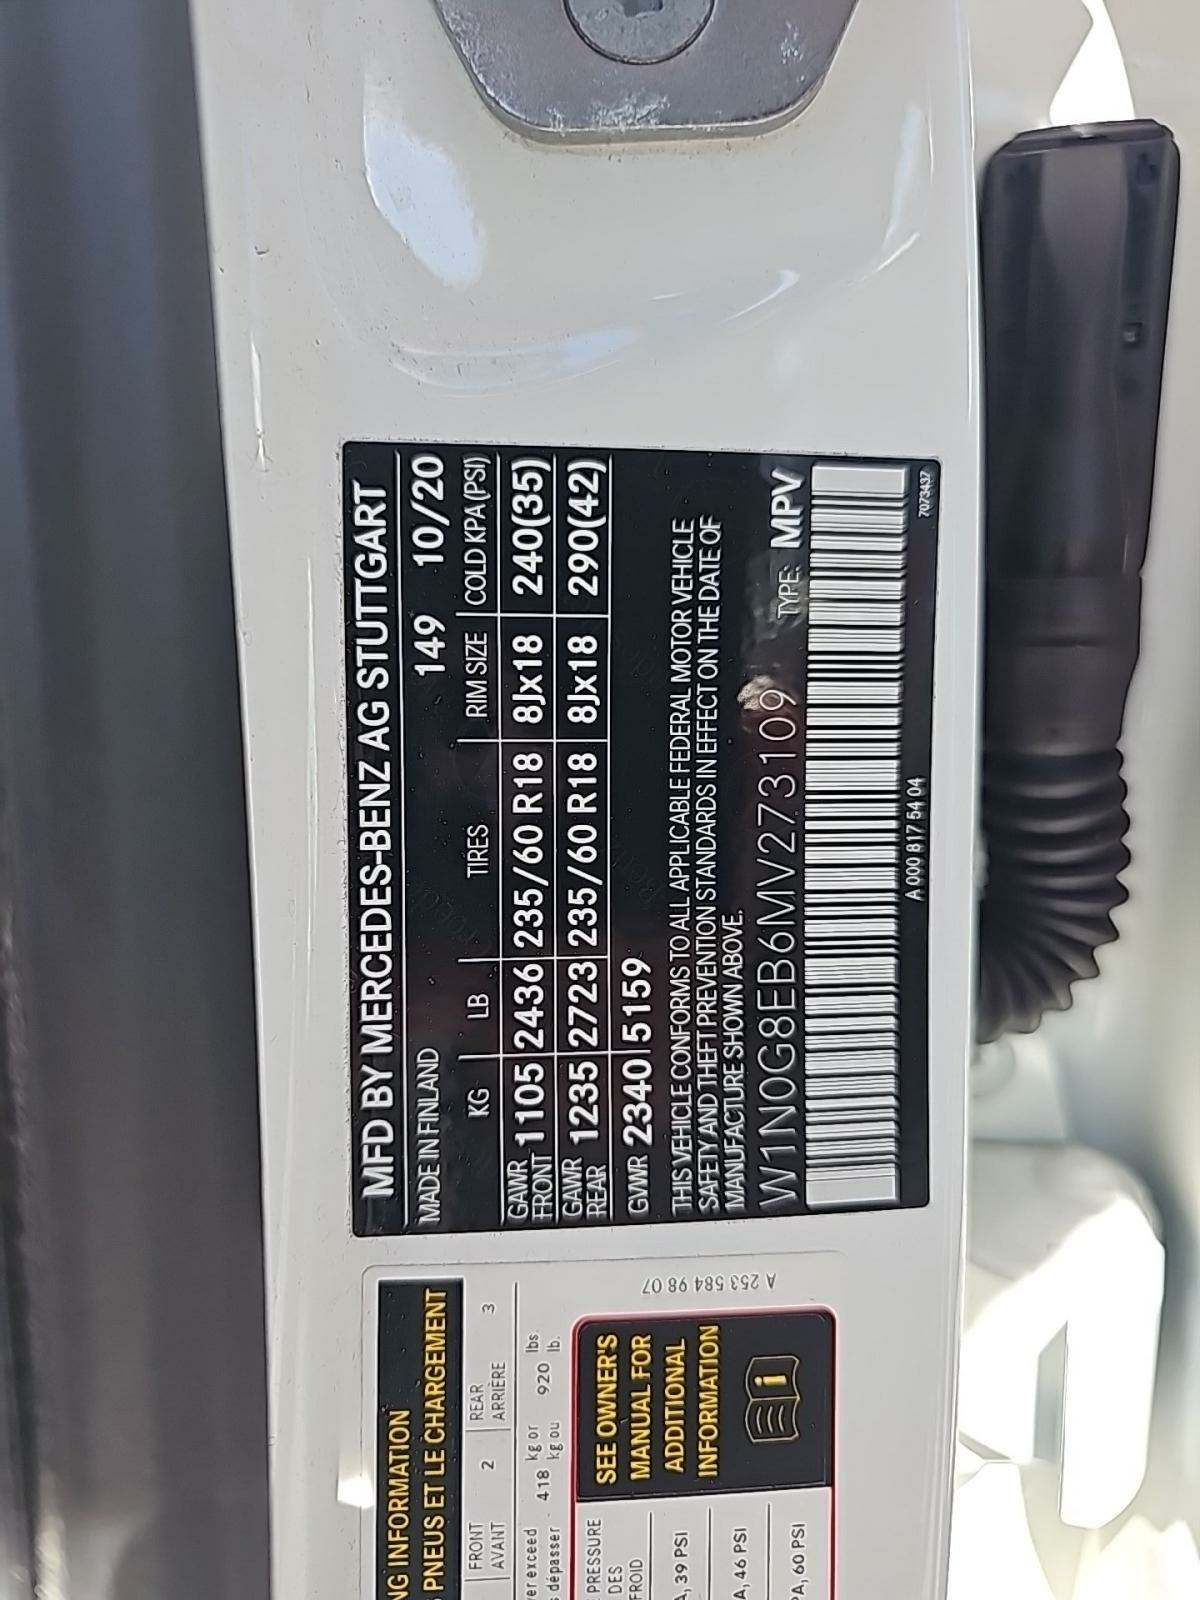 MFD BY MERCEDES-BENZ AG STUTTGART
MADE IN FINLAND 149 10/20
KG LB TIRES RIM SIZE COLD KPA(PSI)
GAWR FRONT 1105 2436 235/60 R18 8Jx18 240(35)
GAWR REAR 1235 2723 235/60 R18 8Jx18 290(42)
GVWR 2340 5159
THIS VEHICLE CONFORMS TO ALL APPLICABLE FEDERAL MOTOR VEHICLE
SAFETY AND THEFT PREVENTION STANDARDS IN EFFECT ON THE DATE OF
MANUFACTURE SHOWN ABOVE.
W1N0G8EB6MV273109 TYPE: MPV
A 000 817 54 04 7073437
NG INFORMATION
PNEUS ET LE CHARGEMENT
FRONT 2 REAR 3
AVANT ARRIÈRE
ver exceed 418 kg or 920 lbs.
dépasser kg ou lb.
A 253 584 98 07
SEE OWNER'S
MANUAL FOR
ADDITIONAL
INFORMATION
PRESSURE
DES
FROID
A, 39 PSI
A, 46 PSI
PA, 60 PSI